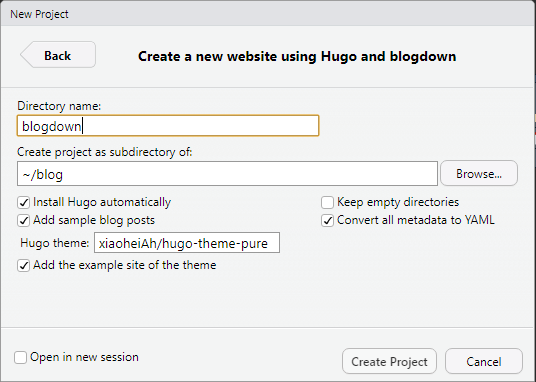 New Project
Back
Create a new website using Hugo and blogdown
Directory name:
blogdown
Create project as subdirectory of:
~/blog
Browse...
Install Hugo automatically
Keep empty directories
Add sample blog posts
Convert all metadata to YAML
Hugo theme:
xiaoheiAh/hugo-theme-pure
Add the example site of the theme
Open in new session
Create Project
Cancel